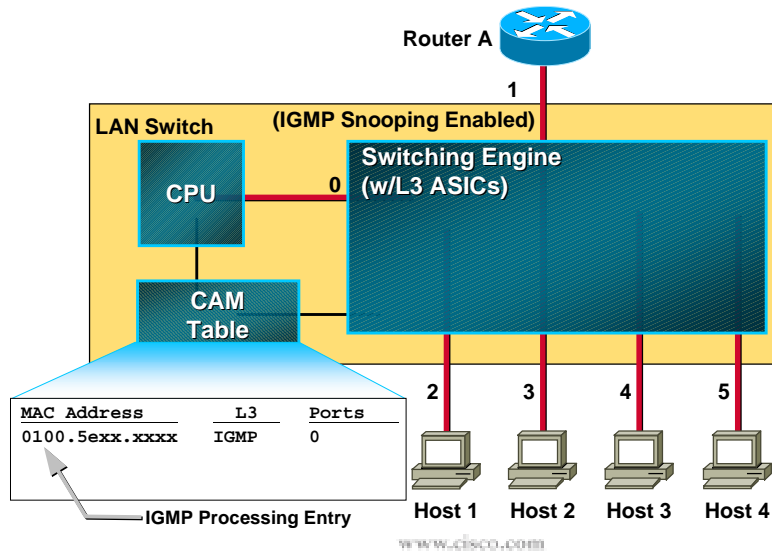 Router A
1
LAN Switch
(IGMP Snooping Enabled)
Switching Engine
(w/L3 ASICs)
CPU
0
CAM
Table
2
3
4
5
MAC Address L3 Ports
0100.5exx.xxxx IGMP 0
IGMP Processing Entry
Host 1
Host 2
Host 3
Host 4
www.cisco.com